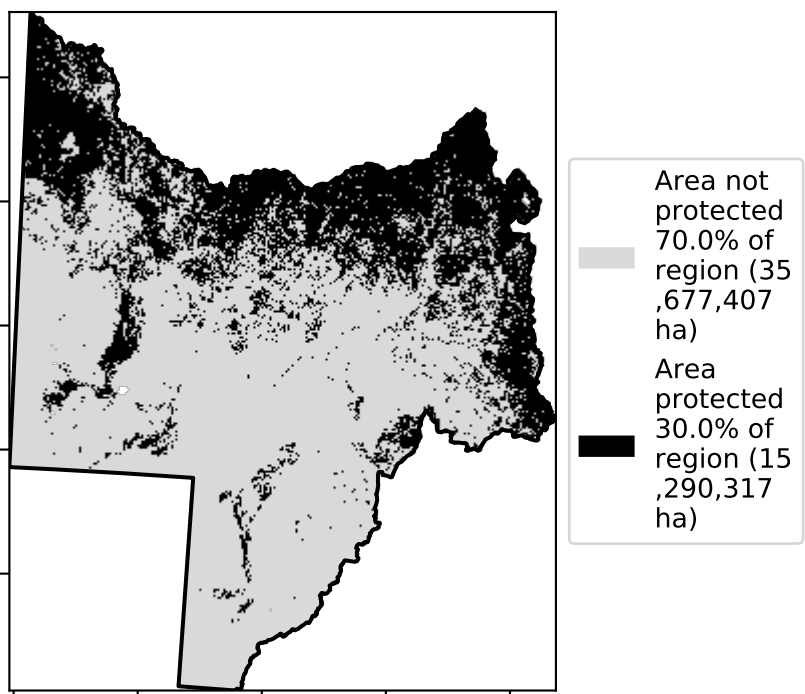 Area not
protected
70.0% of
region (35
,677,407
ha)
Area
protected
30.0% of
region (15
,290,317
ha)